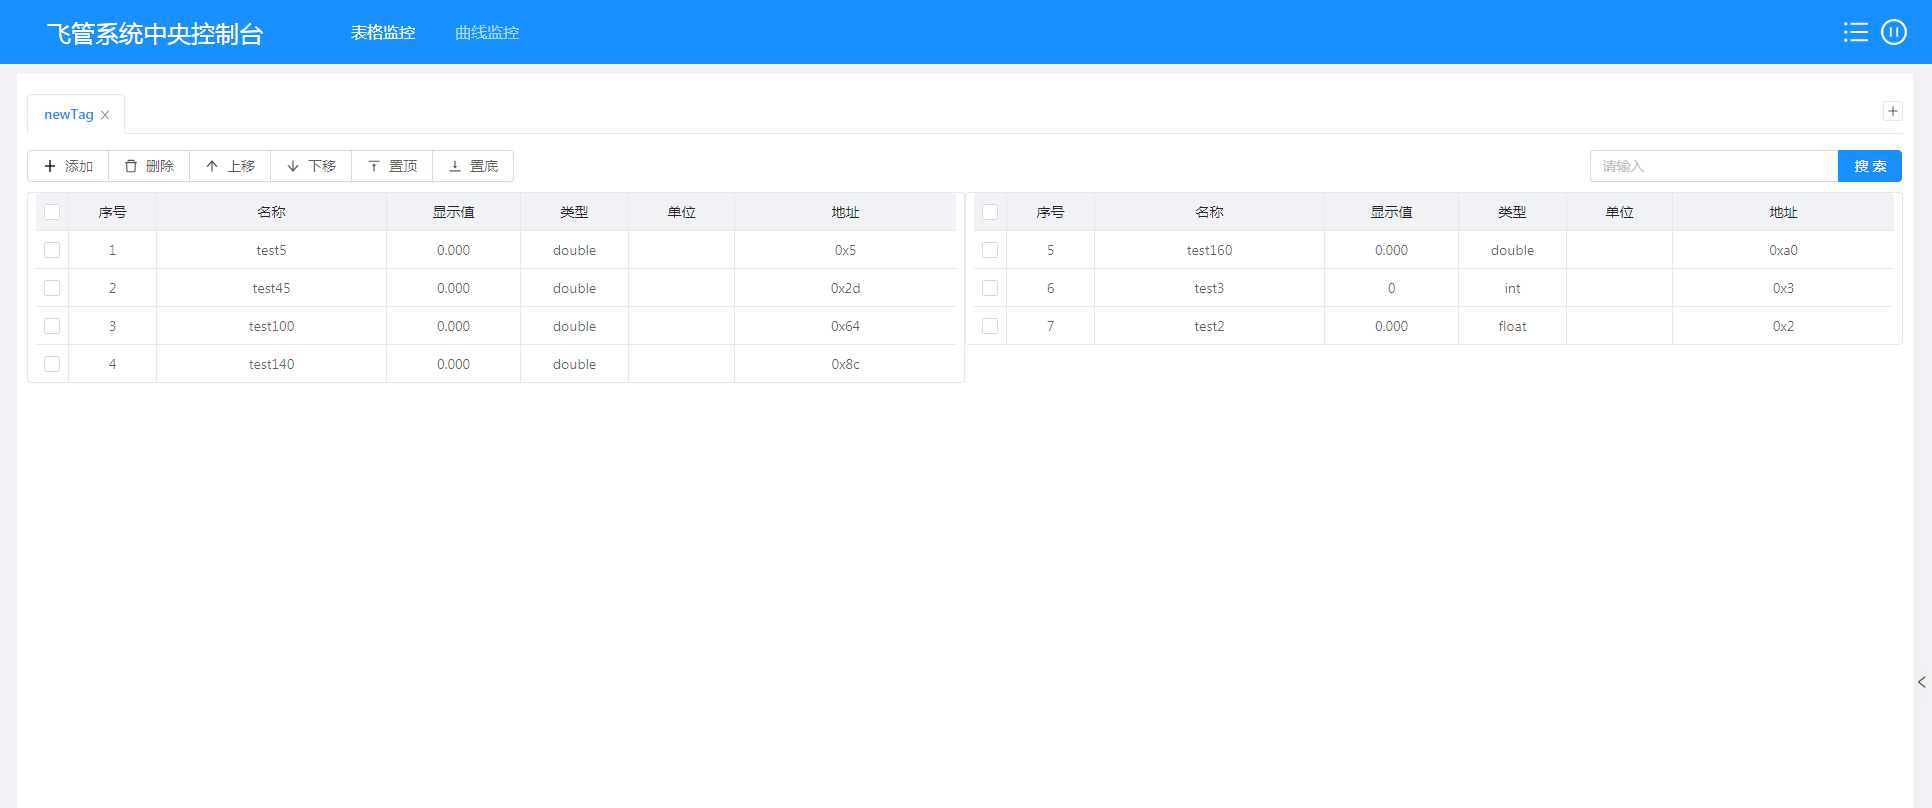 飞管系统中央控制台 表格监控 曲线监控
newTag
添加 删除 上移 下移 置顶 置底 请输入 搜索
序号 名称 显示值 类型 单位 地址
1 test5 0.000 double 0x5
2 test45 0.000 double 0x2d
3 test100 0.000 double 0x64
4 test140 0.000 double 0x8c
序号 名称 显示值 类型 单位 地址
5 test160 0.000 double 0xa0
6 test3 0 int 0x3
7 test2 0.000 float 0x2